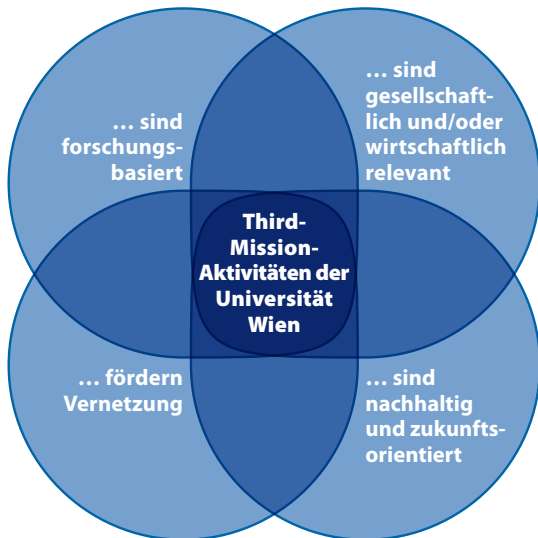 … sind
forschungs-
basiert
… sind
gesellschaft-
lich und/oder
wirtschaftlich
relevant
Third-
Mission-
Aktivitäten der
Universität
Wien
… fördern
Vernetzung
… sind
nachhaltig
und zukunfts-
orientiert